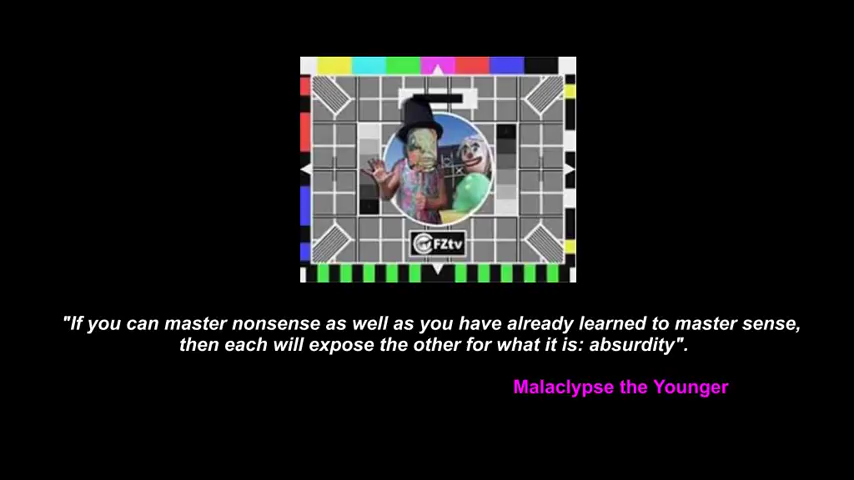 FZtv
"If you can master nonsense as well as you have already learned to master sense,
then each will expose the other for what it is: absurdity".
Malaclypse the Younger